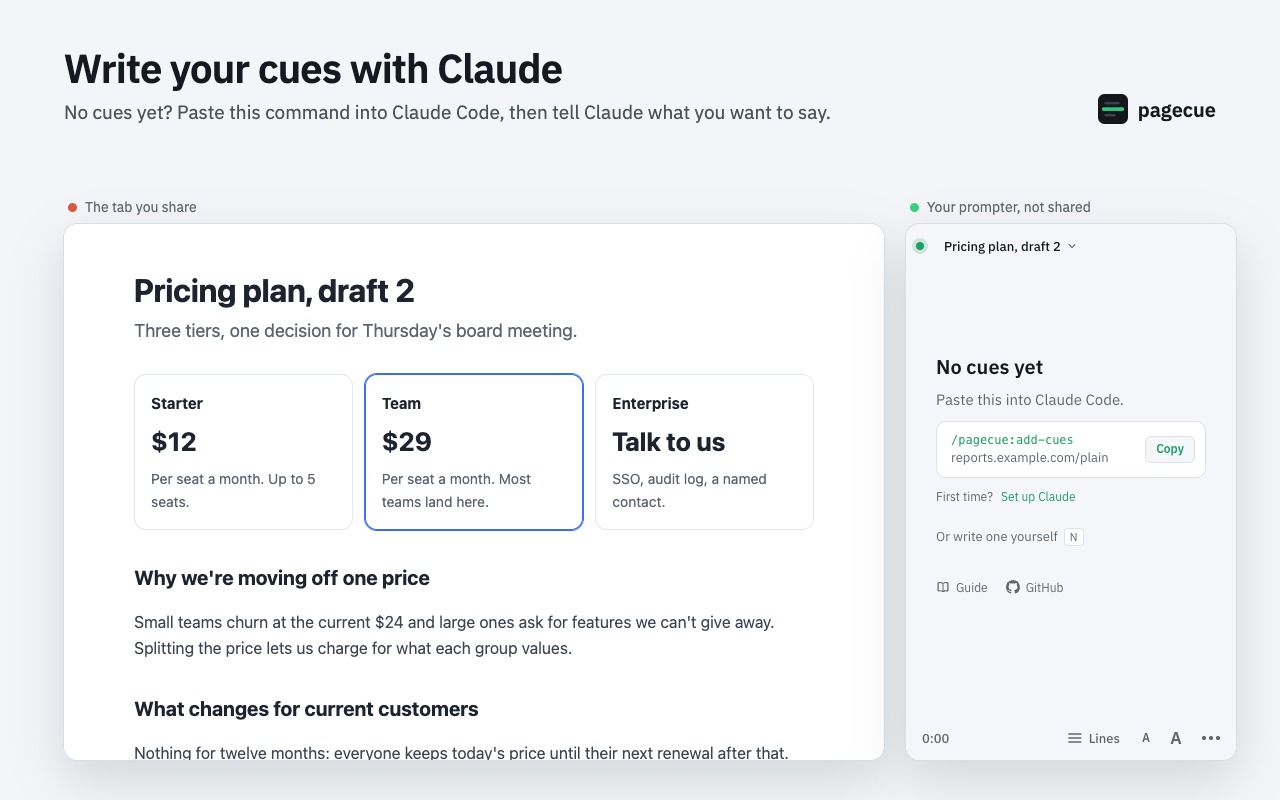 Write your cues with Claude
No cues yet? Paste this command into Claude Code, then tell Claude what you want to say.
pagecue
The tab you share
Pricing plan, draft 2
Three tiers, one decision for Thursday's board meeting.
Starter
$12
Per seat a month. Up to 5
seats.
Team
$29
Per seat a month. Most
teams land here.
Enterprise
Talk to us
SSO, audit log, a named
contact.
Why we're moving off one price
Small teams churn at the current $24 and large ones ask for features we can't give away.
Splitting the price lets us charge for what each group values.
What changes for current customers
Nothing for twelve months: everyone keeps today's price until their next renewal after that.
Your prompter, not shared
Pricing plan, draft 2
No cues yet
Paste this into Claude Code.
/pagecue:add-cues
reports.example.com/plain
Copy
First time? Set up Claude
Or write one yourself N
Guide GitHub
0:00 Lines A A